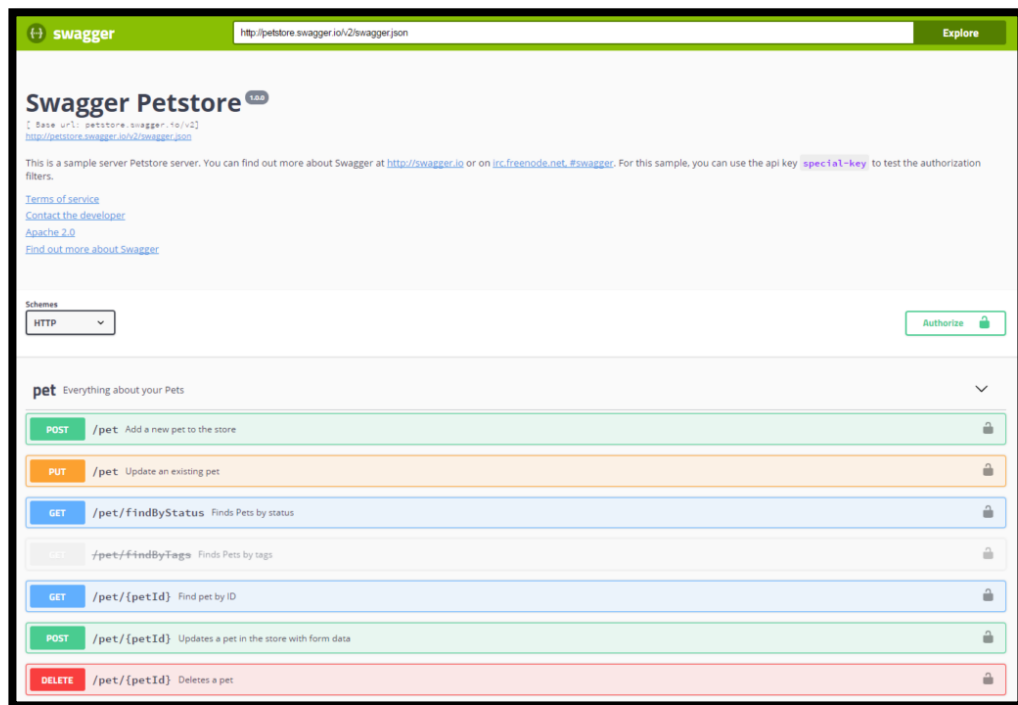 swagger
http://petstore.swagger.io/v2/swagger.json
Explore
Swagger Petstore 1.0.0
[ Base url: petstore.swagger.io/v2]
http://petstore.swagger.io/v2/swagger.json
This is a sample server Petstore server. You can find out more about Swagger at http://swagger.io or on irc.freenode.net, #swagger. For this sample, you can use the api key special-key to test the authorization
filters.
Terms of service
Contact the developer
Apache 2.0
Find out more about Swagger
Schemes
HTTP
Authorize
pet Everything about your Pets
POST /pet Add a new pet to the store
PUT /pet Update an existing pet
GET /pet/findByStatus Finds Pets by status
GET /pet/findByTags Finds Pets by tags
GET /pet/{petId} Find pet by ID
POST /pet/{petId} Updates a pet in the store with form data
DELETE /pet/{petId} Deletes a pet